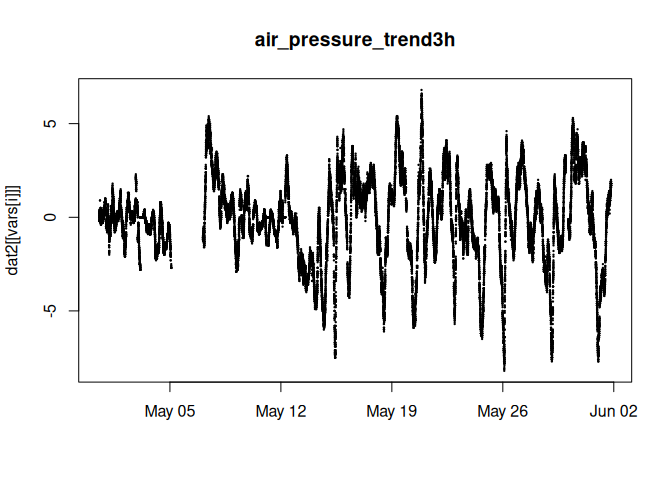 air_pressure_trend3h
dat2[[vars[i]]]
5
0
-5
May 05
May 12
May 19
May 26
Jun 02